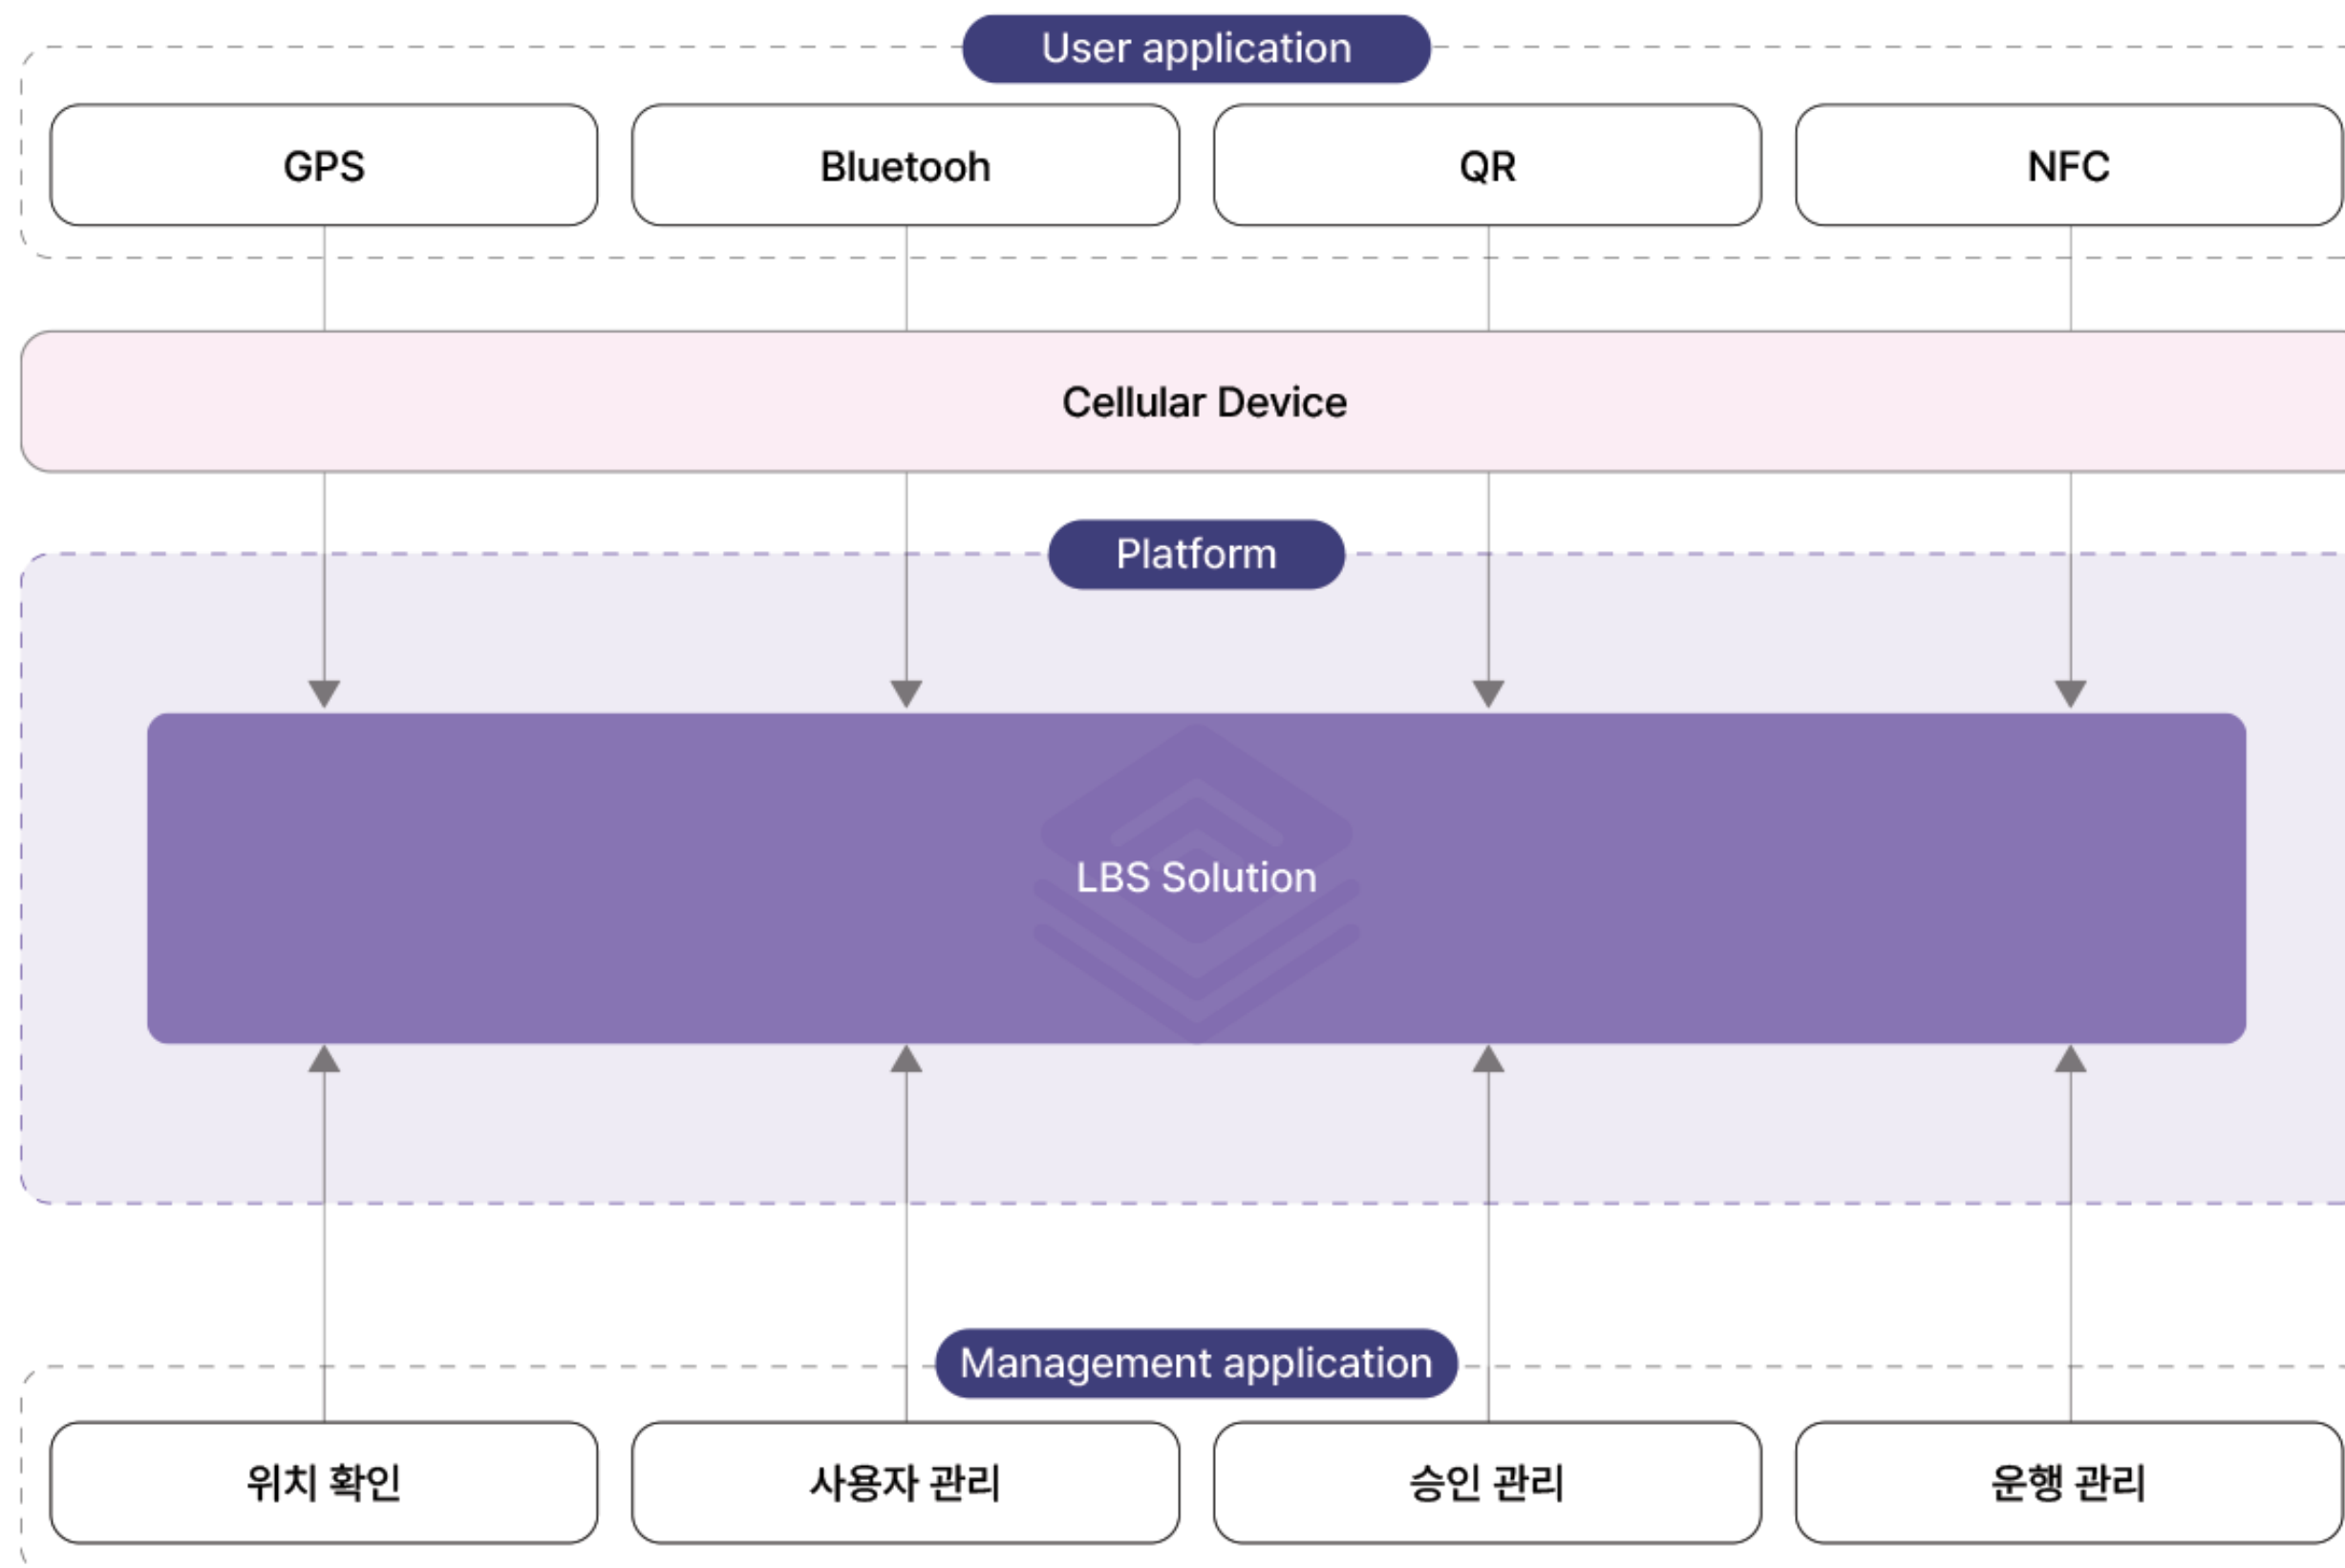 User application
GPS
Bluetooh
QR
NFC
Cellular Device
Platform
LBS Solution
Management application
위치 확인
사용자 관리
승인 관리
운행 관리